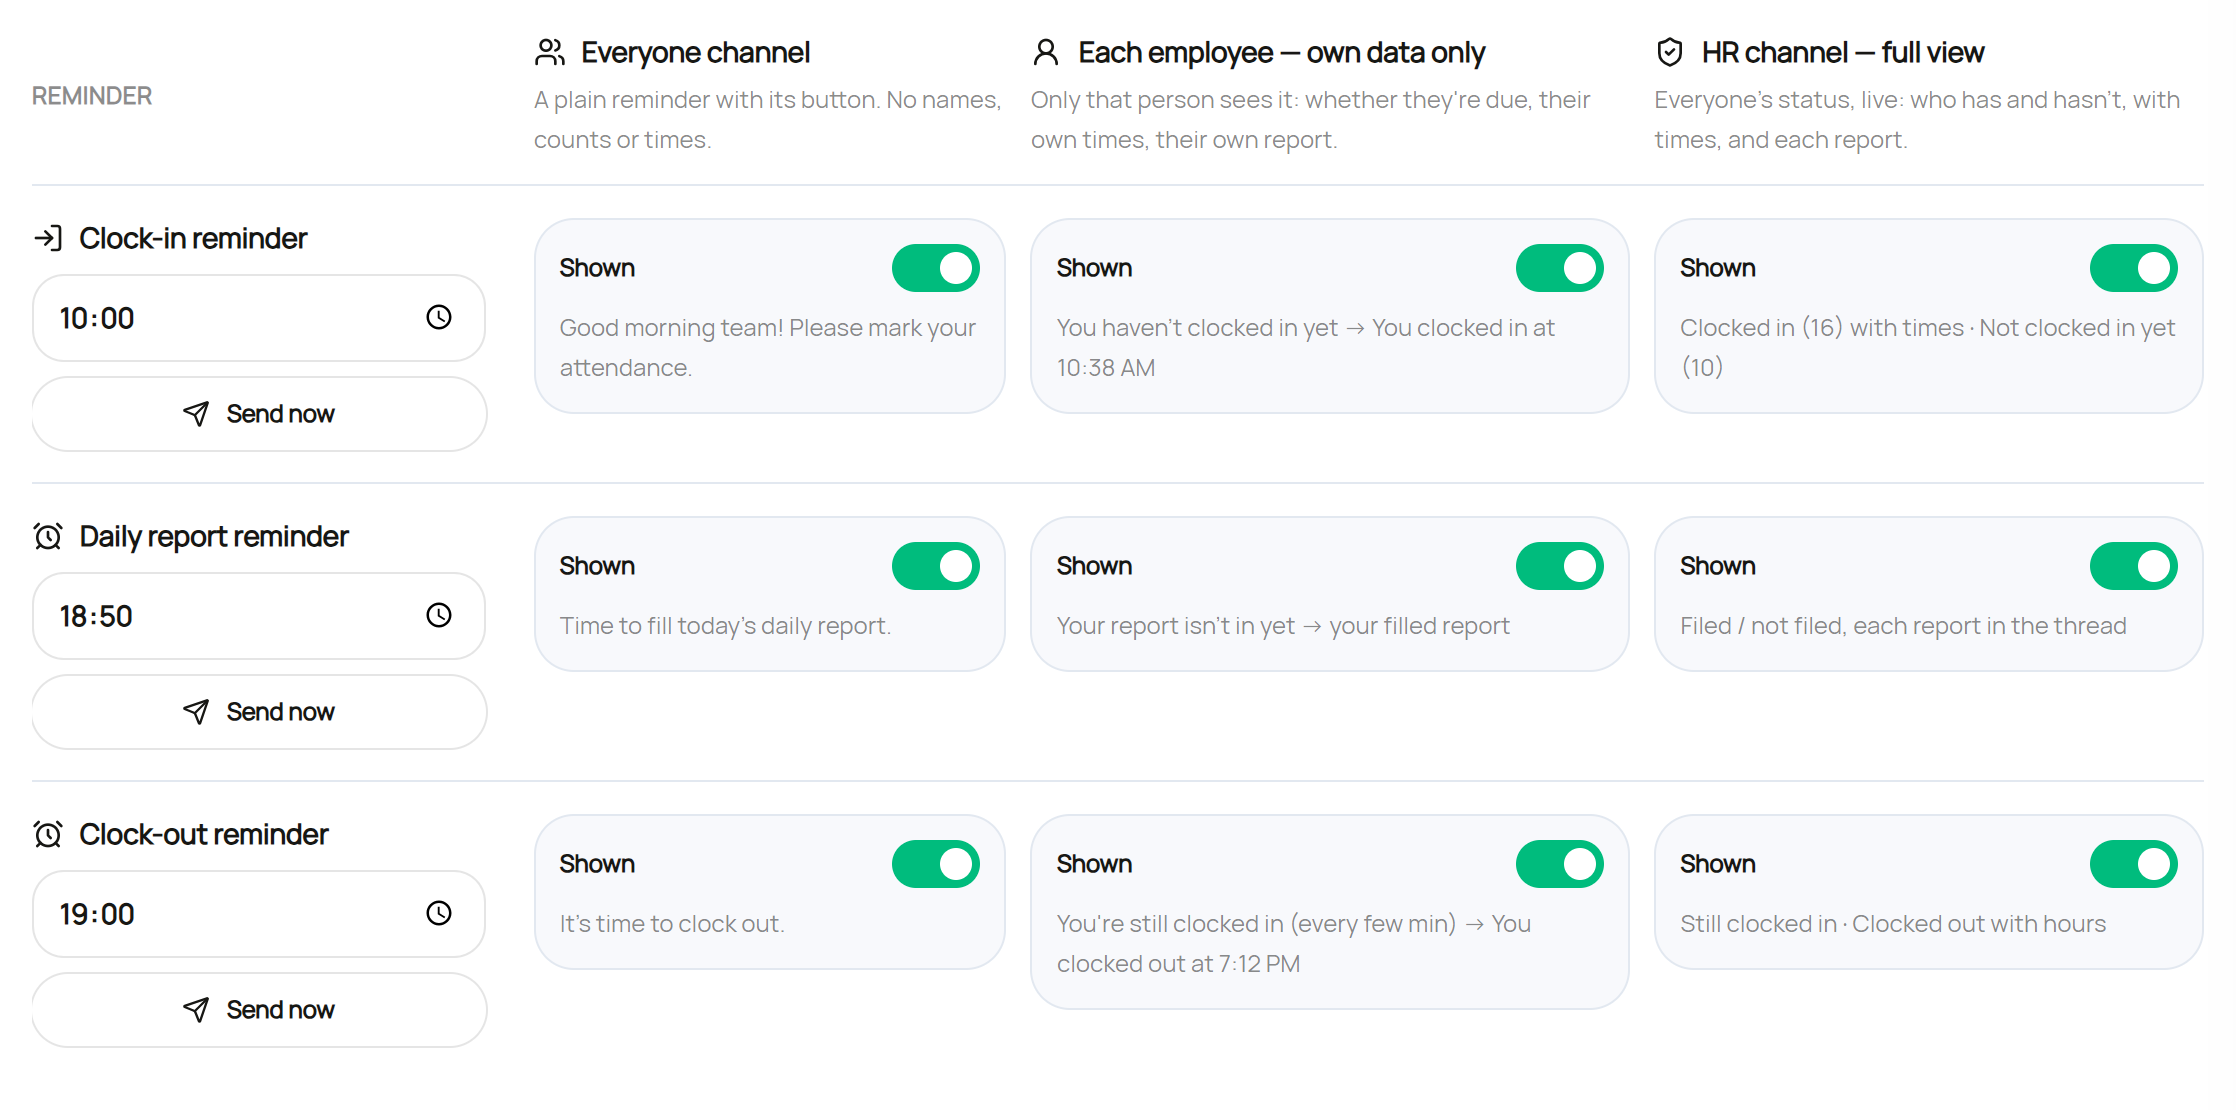 Everyone channel
Each employee — own data only
HR channel — full view
REMINDER
A plain reminder with its button. No names,
counts or times.
Only that person sees it: whether they're due, their
own times, their own report.
Everyone's status, live: who has and hasn't, with
times, and each report.
Clock-in reminder
10:00
Send now
Shown
Good morning team! Please mark your
attendance.
Shown
You haven't clocked in yet → You clocked in at
10:38 AM
Shown
Clocked in (16) with times · Not clocked in yet
(10)
Daily report reminder
18:50
Send now
Shown
Time to fill today's daily report.
Shown
Your report isn't in yet → your filled report
Shown
Filed / not filed, each report in the thread
Clock-out reminder
19:00
Send now
Shown
It's time to clock out.
Shown
You're still clocked in (every few min) → You
clocked out at 7:12 PM
Shown
Still clocked in · Clocked out with hours